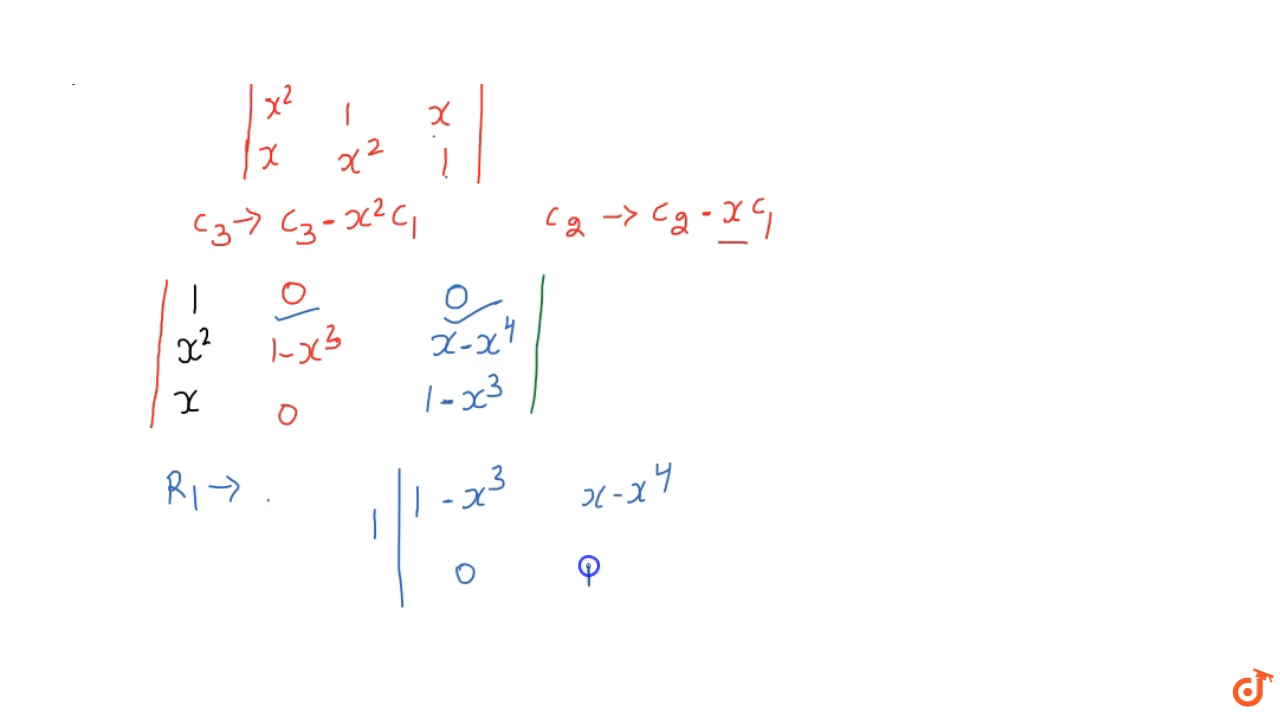 | x² 1 x |
| x x² 1 |
C₃ → C₃ - x²C₁ C₂ → C₂ - xC₁
| 1 0 0 |
| x² 1-x³ x-x⁴ |
| x 0 1-x³ |
R₁ → . 1 | 1-x³ x-x⁴
| 0 1